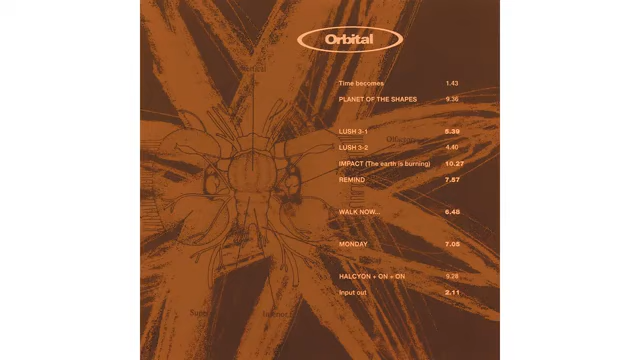 Orbital
Time becomes 1.43
PLANET OF THE SHAPES 9.36
LUSH 3-1 5.39
LUSH 3-2 4.40
IMPACT (The earth is burning) 10.27
REMIND 7.57
WALK NOW... 6.48
MONDAY 7.08
HALCYON + ON + ON 9.28
Input out 2.11